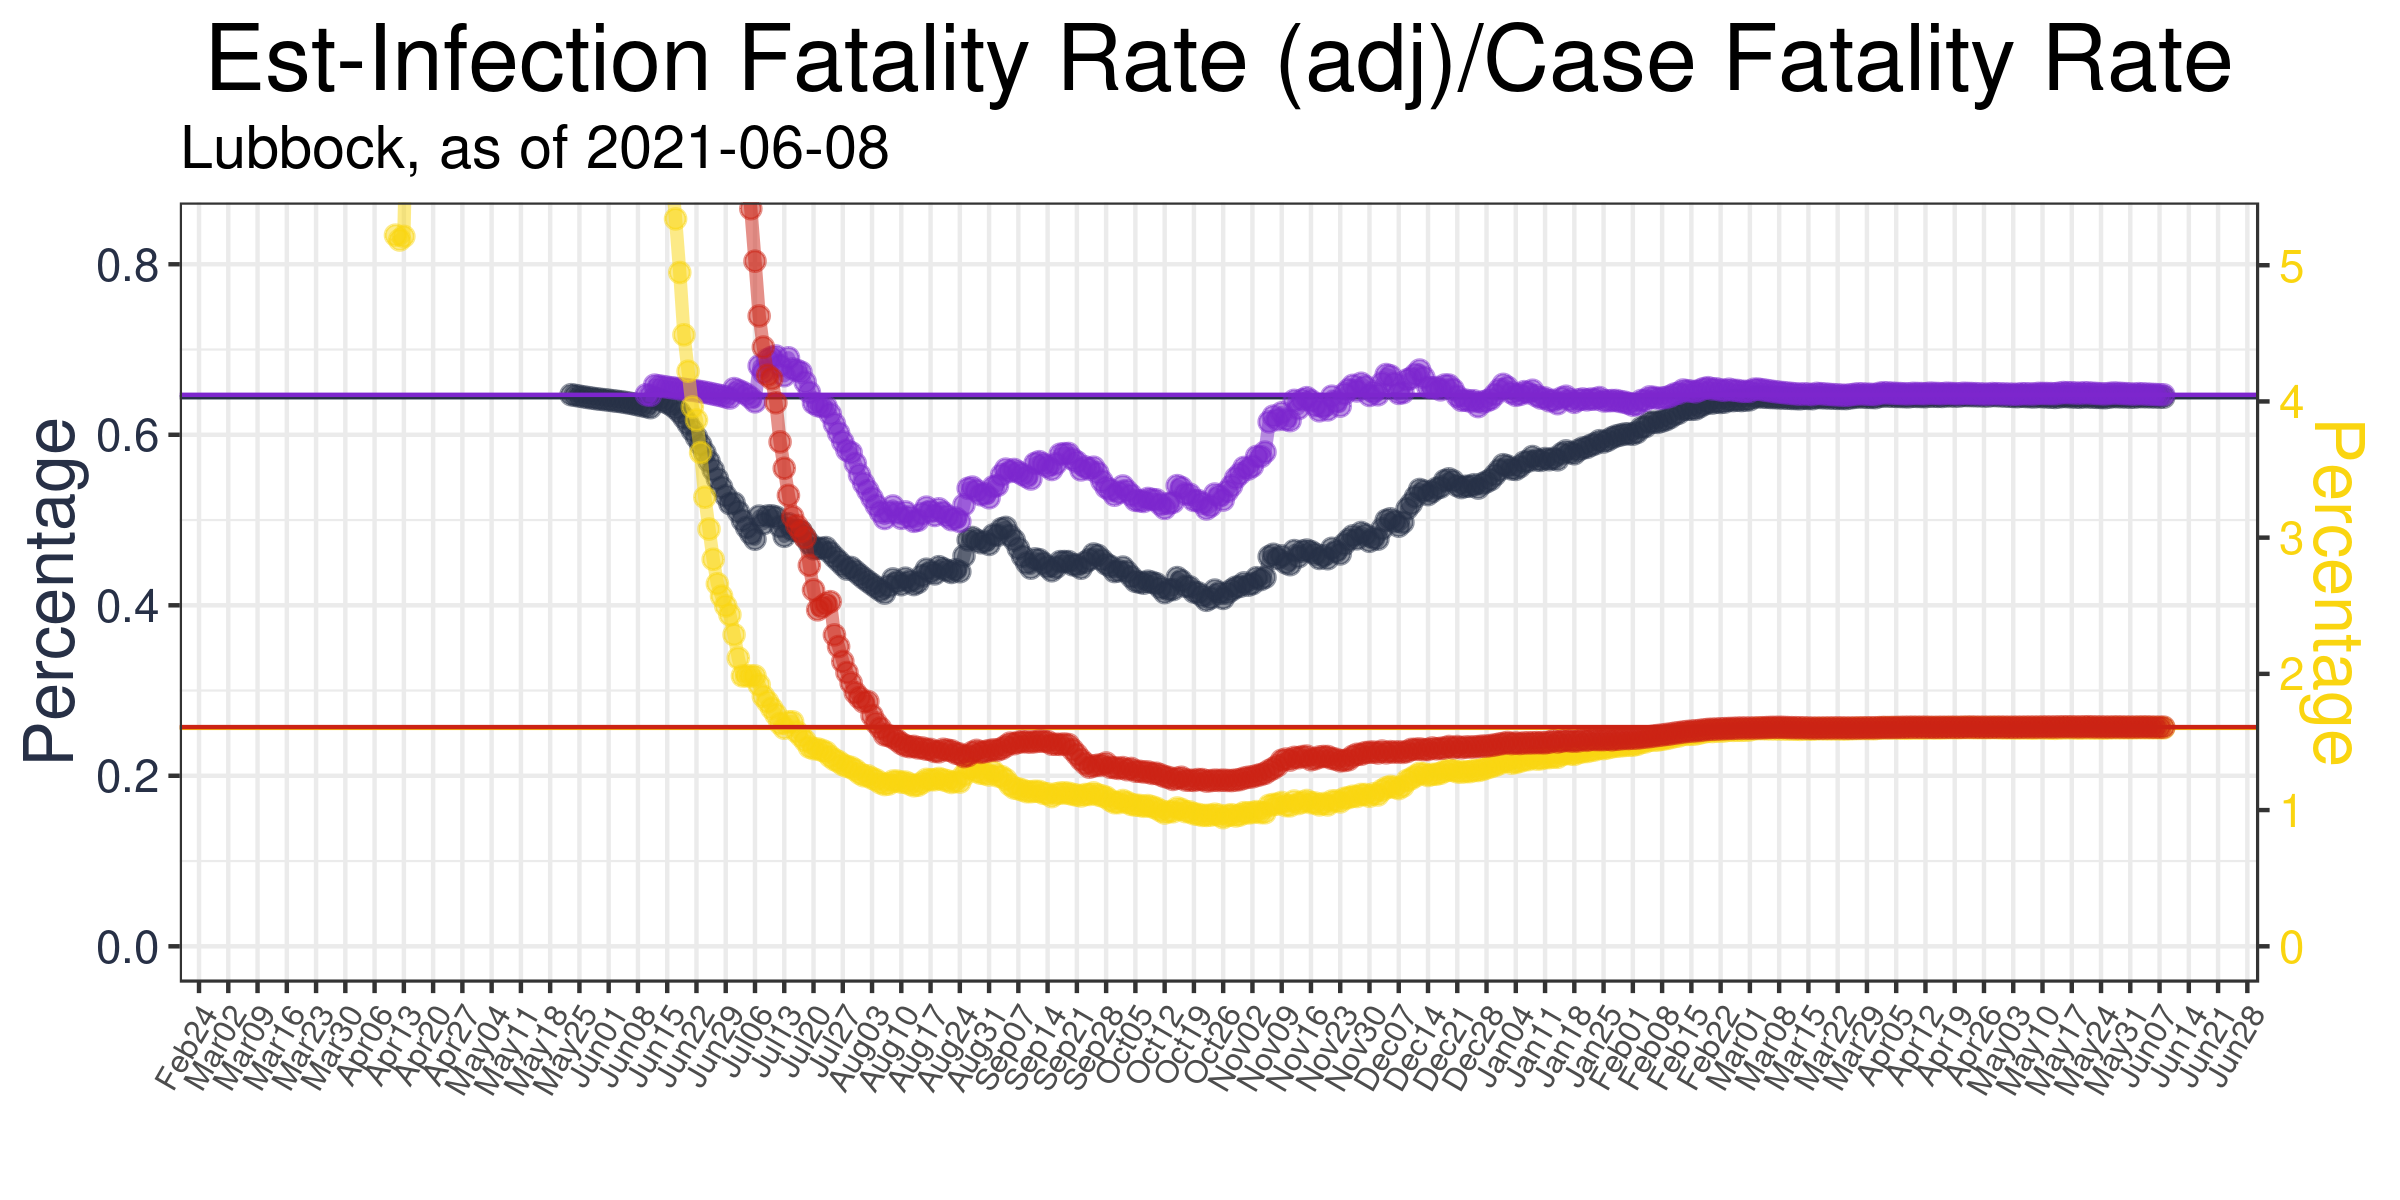 Est-Infection Fatality Rate (adj)/Case Fatality Rate
Lubbock, as of 2021-06-08
Percentage
0.8
0.6
0.4
0.2
0.0
5
4
3
2
1
0
Percentage
Feb24
Mar02
Mar09
Mar16
Mar23
Mar30
Apr06
Apr13
Apr20
Apr27
May04
May11
May18
May25
Jun01
Jun08
Jun15
Jun22
Jun29
Jul06
Jul13
Jul20
Jul27
Aug03
Aug10
Aug17
Aug24
Aug31
Sep07
Sep14
Sep21
Sep28
Oct05
Oct12
Oct19
Oct26
Nov02
Nov09
Nov16
Nov23
Nov30
Dec07
Dec14
Dec21
Dec28
Jan04
Jan11
Jan18
Jan25
Feb01
Feb08
Feb15
Feb22
Mar01
Mar08
Mar15
Mar22
Mar29
Apr05
Apr12
Apr19
Apr26
May03
May10
May17
May24
May31
Jun07
Jun14
Jun21
Jun28